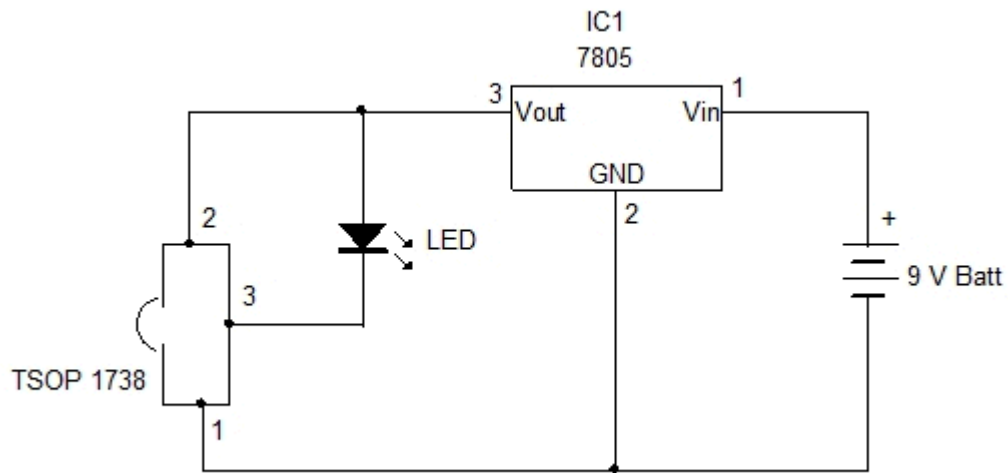 IC1
7805
3
Vout
Vin
1
GND
2
2
LED
+
9 V Batt
3
TSOP 1738
1